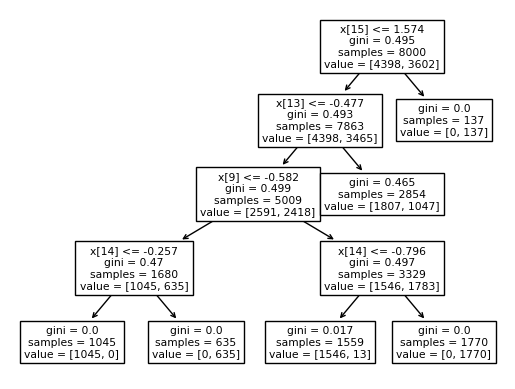 x[15] <= 1.574
gini = 0.495
samples = 8000
value = [4398, 3602]
x[13] <= -0.477
gini = 0.493
samples = 7863
value = [4398, 3465]
gini = 0.0
samples = 137
value = [0, 137]
x[9] <= -0.582
gini = 0.499
samples = 5009
value = [2591, 2418]
gini = 0.465
samples = 2854
value = [1807, 1047]
x[14] <= -0.257
gini = 0.47
samples = 1680
value = [1045, 635]
x[14] <= -0.796
gini = 0.497
samples = 3329
value = [1546, 1783]
gini = 0.0
samples = 1045
value = [1045, 0]
gini = 0.0
samples = 635
value = [0, 635]
gini = 0.017
samples = 1559
value = [1546, 13]
gini = 0.0
samples = 1770
value = [0, 1770]